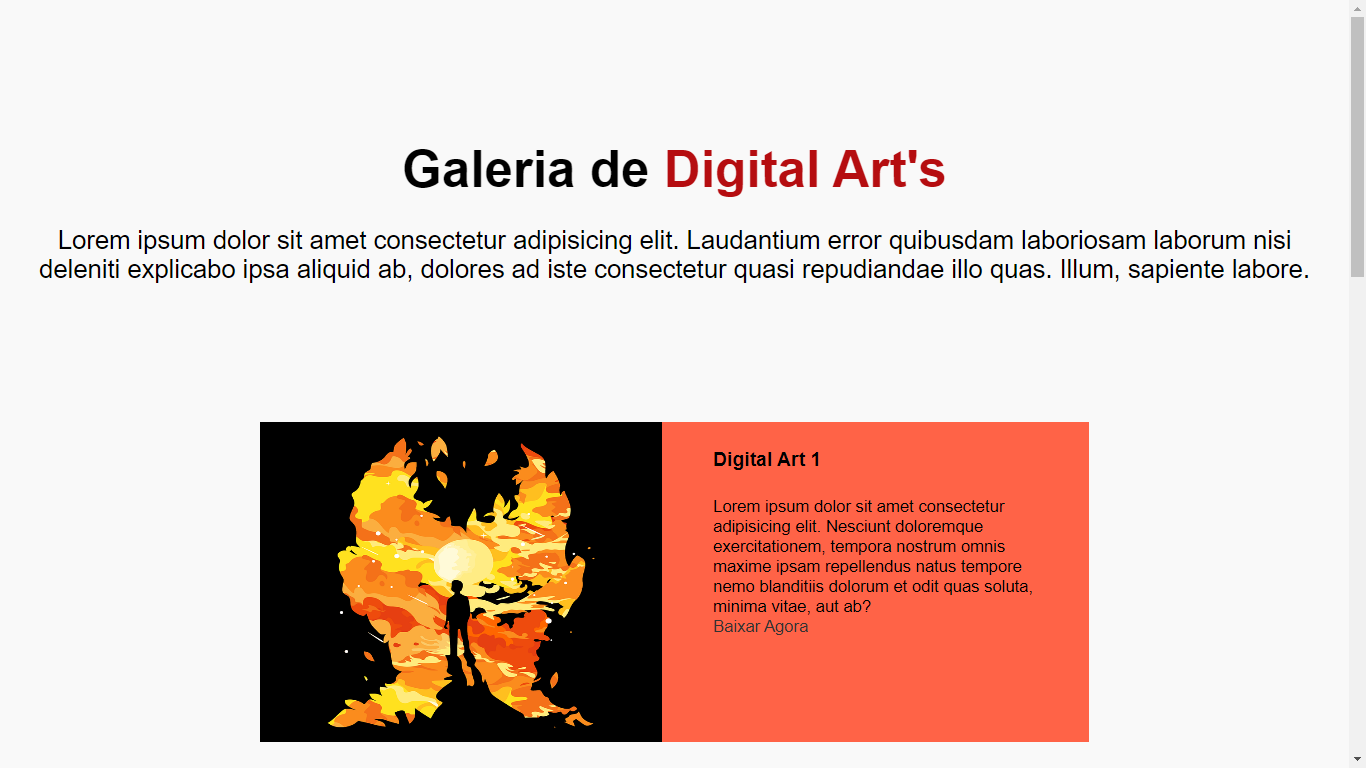 Galeria de Digital Art's
Lorem ipsum dolor sit amet consectetur adipisicing elit. Laudantium error quibusdam laboriosam laborum nisi
deleniti explicabo ipsa aliquid ab, dolores ad iste consectetur quasi repudiandae illo quas. Illum, sapiente labore.
Digital Art 1
Lorem ipsum dolor sit amet consectetur
adipisicing elit. Nesciunt doloremque
exercitationem, tempora nostrum omnis
maxime ipsam repellendus natus tempore
nemo blanditiis dolorum et odit quas soluta,
minima vitae, aut ab?
Baixar Agora